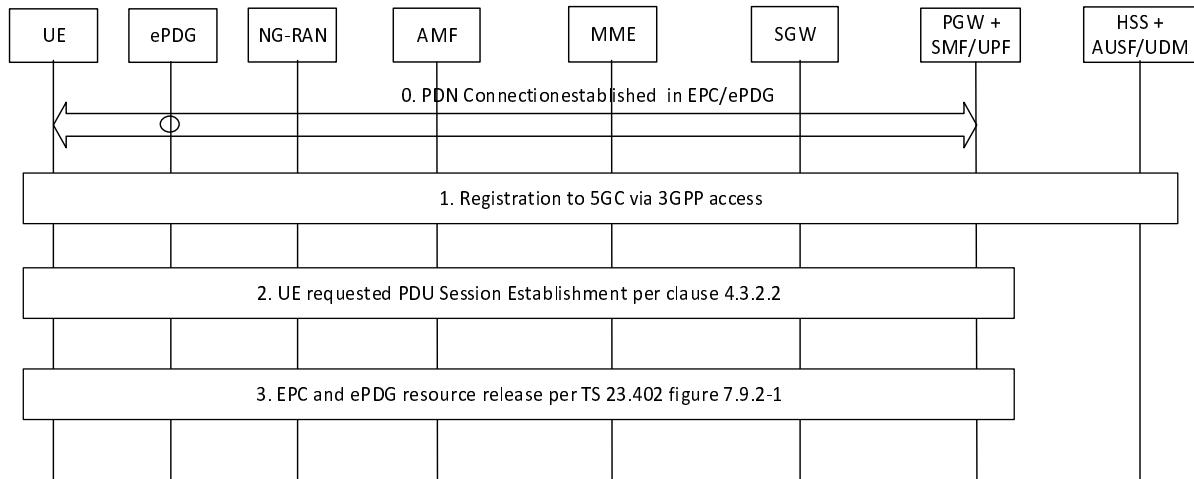 UE
ePDG
NG-RAN
AMF
MME
SGW
PGW +
SMF/UPF
HSS +
AUSF/UDM
0. PDN Connectionestablished in EPC/ePDG
1. Registration to 5GC via 3GPP access
2. UE requested PDU Session Establishment per clause 4.3.2.2
3. EPC and ePDG resource release per TS 23.402 figure 7.9.2-1